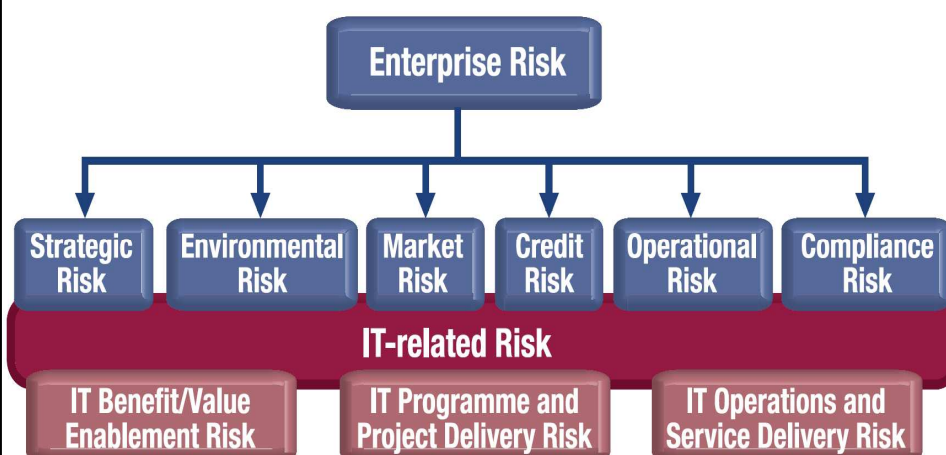 Enterprise Risk
Strategic
Risk
Environmental
Risk
Market
Risk
Credit
Risk
Operational
Risk
Compliance
Risk
IT-related Risk
IT Benefit/Value
Enablement Risk
IT Programme and
Project Delivery Risk
IT Operations and
Service Delivery Risk